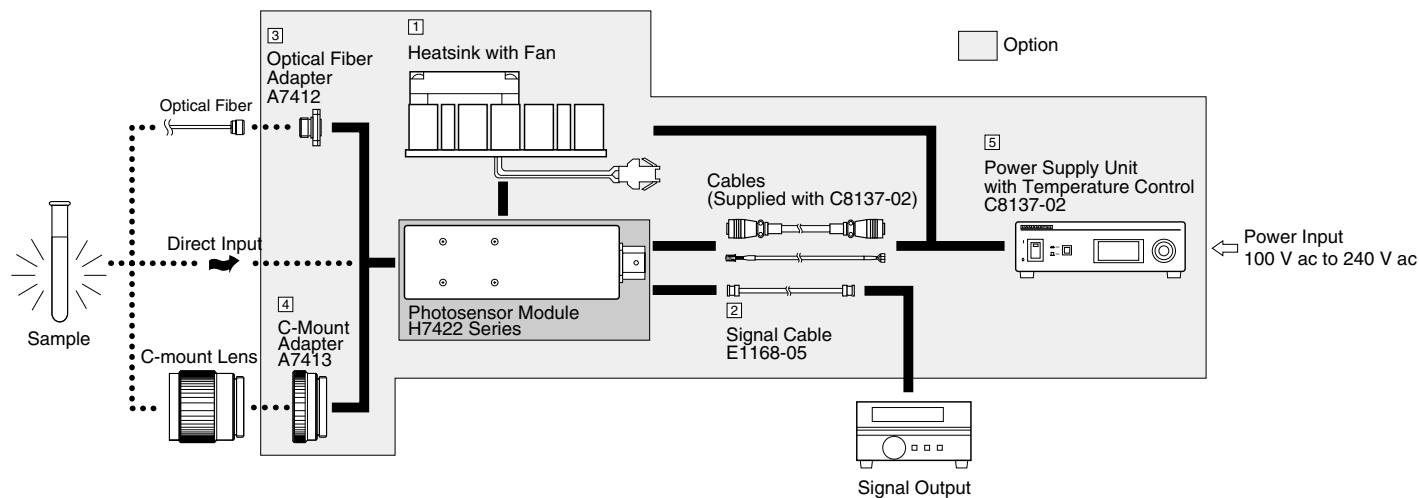 3
Optical Fiber
Adapter
A7412
1
Heatsink with Fan
Option
Optical Fiber
5
Power Supply Unit
with Temperature Control
C8137-02
Cables
(Supplied with C8137-02)
Power Input
100 V ac to 240 V ac
Direct Input
Sample
4
C-Mount
Adapter
A7413
Photosensor Module
H7422 Series
2
Signal Cable
E1168-05
C-mount Lens
Signal Output